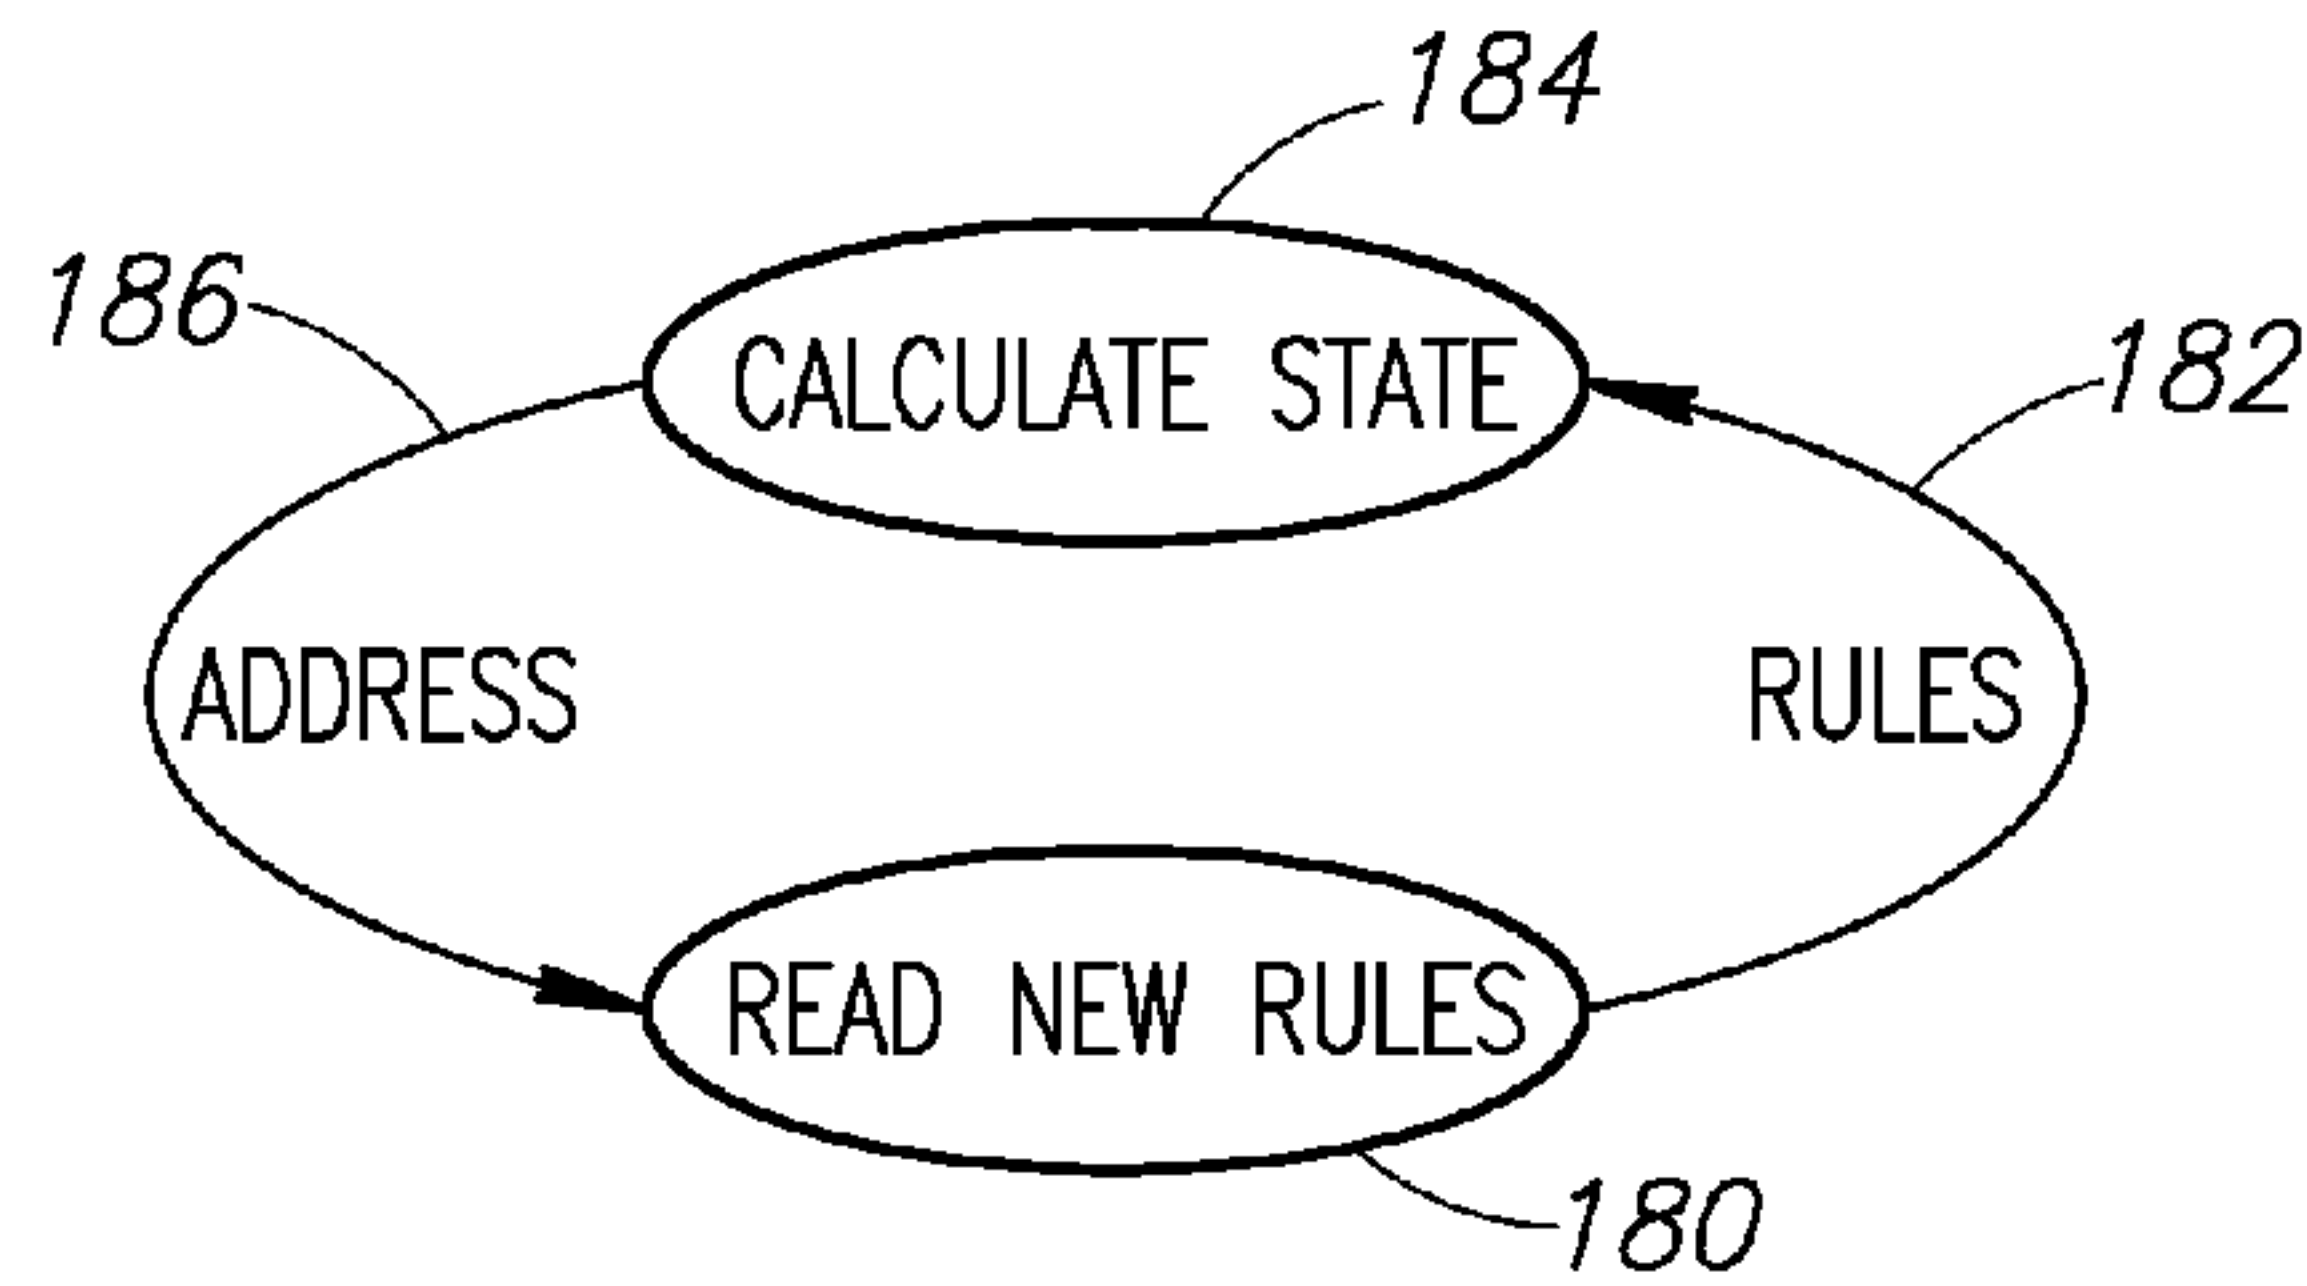 184
186
CALCULATE STATE
182
ADDRESS
RULES
READ NEW RULES
180